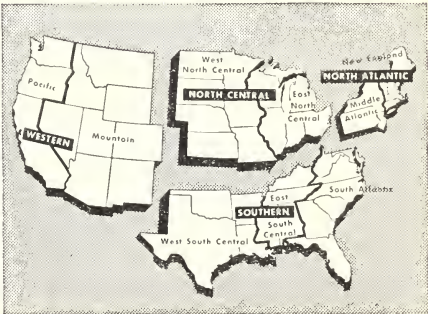 West
North Central
New England
NORTH ATLANTIC
Pacific
NORTH CENTRAL
East
North
Central
Middle
Atlantic
WESTERN
Mountain
South Atlantic
East
SOUTHERN
South
Central
West South Central